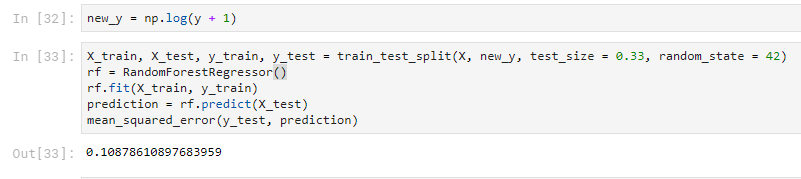 In [32]: new_y = np.log(y + 1)
In [33]: X_train, X_test, y_train, y_test = train_test_split(X, new_y, test_size = 0.33, random_state = 42)
rf = RandomForestRegressor()
rf.fit(X_train, y_train)
prediction = rf.predict(X_test)
mean_squared_error(y_test, prediction)
Out[33]: 0.10878610897683959